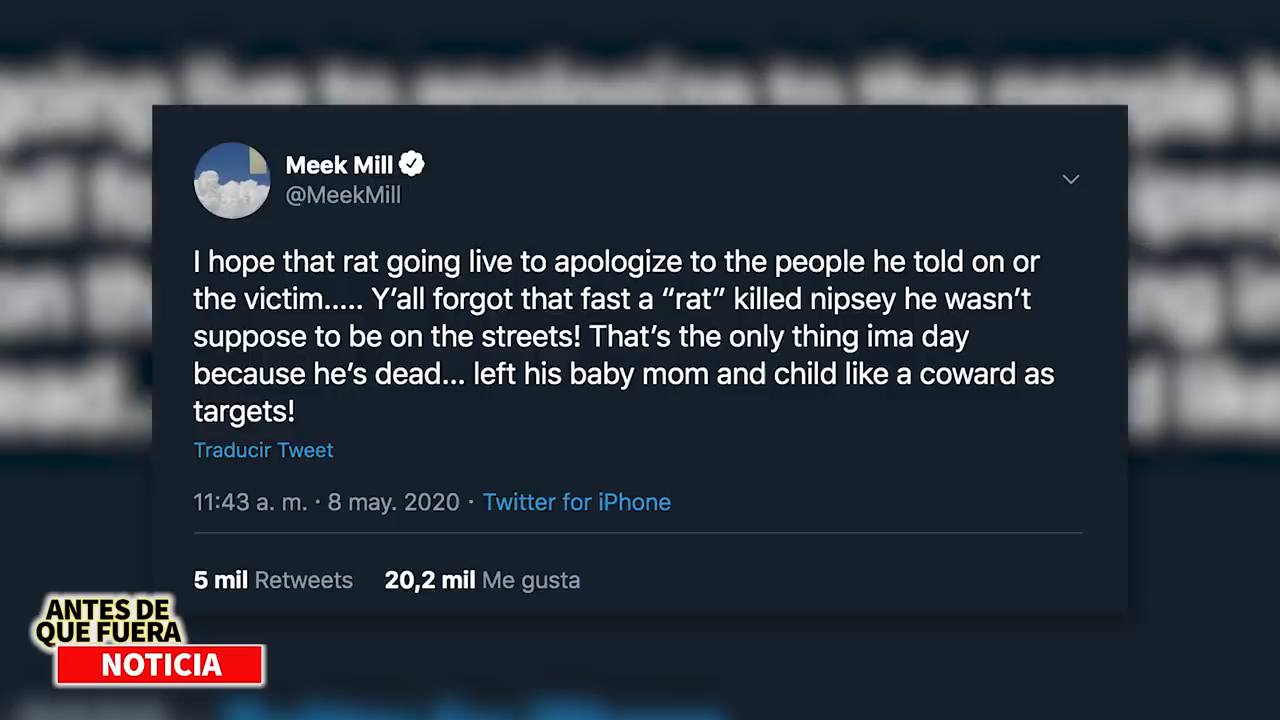 Meek Mill
@MeekMill
I hope that rat going live to apologize to the people he told on or
the victim..... Y’all forgot that fast a “rat” killed nipsey he wasn’t
suppose to be on the streets! That’s the only thing ima day
because he’s dead... left his baby mom and child like a coward as
targets!
Traducir Tweet
11:43 a. m. · 8 may. 2020 · Twitter for iPhone
5 mil Retweets 20,2 mil Me gusta
ANTES DE
QUE FUERA
NOTICIA